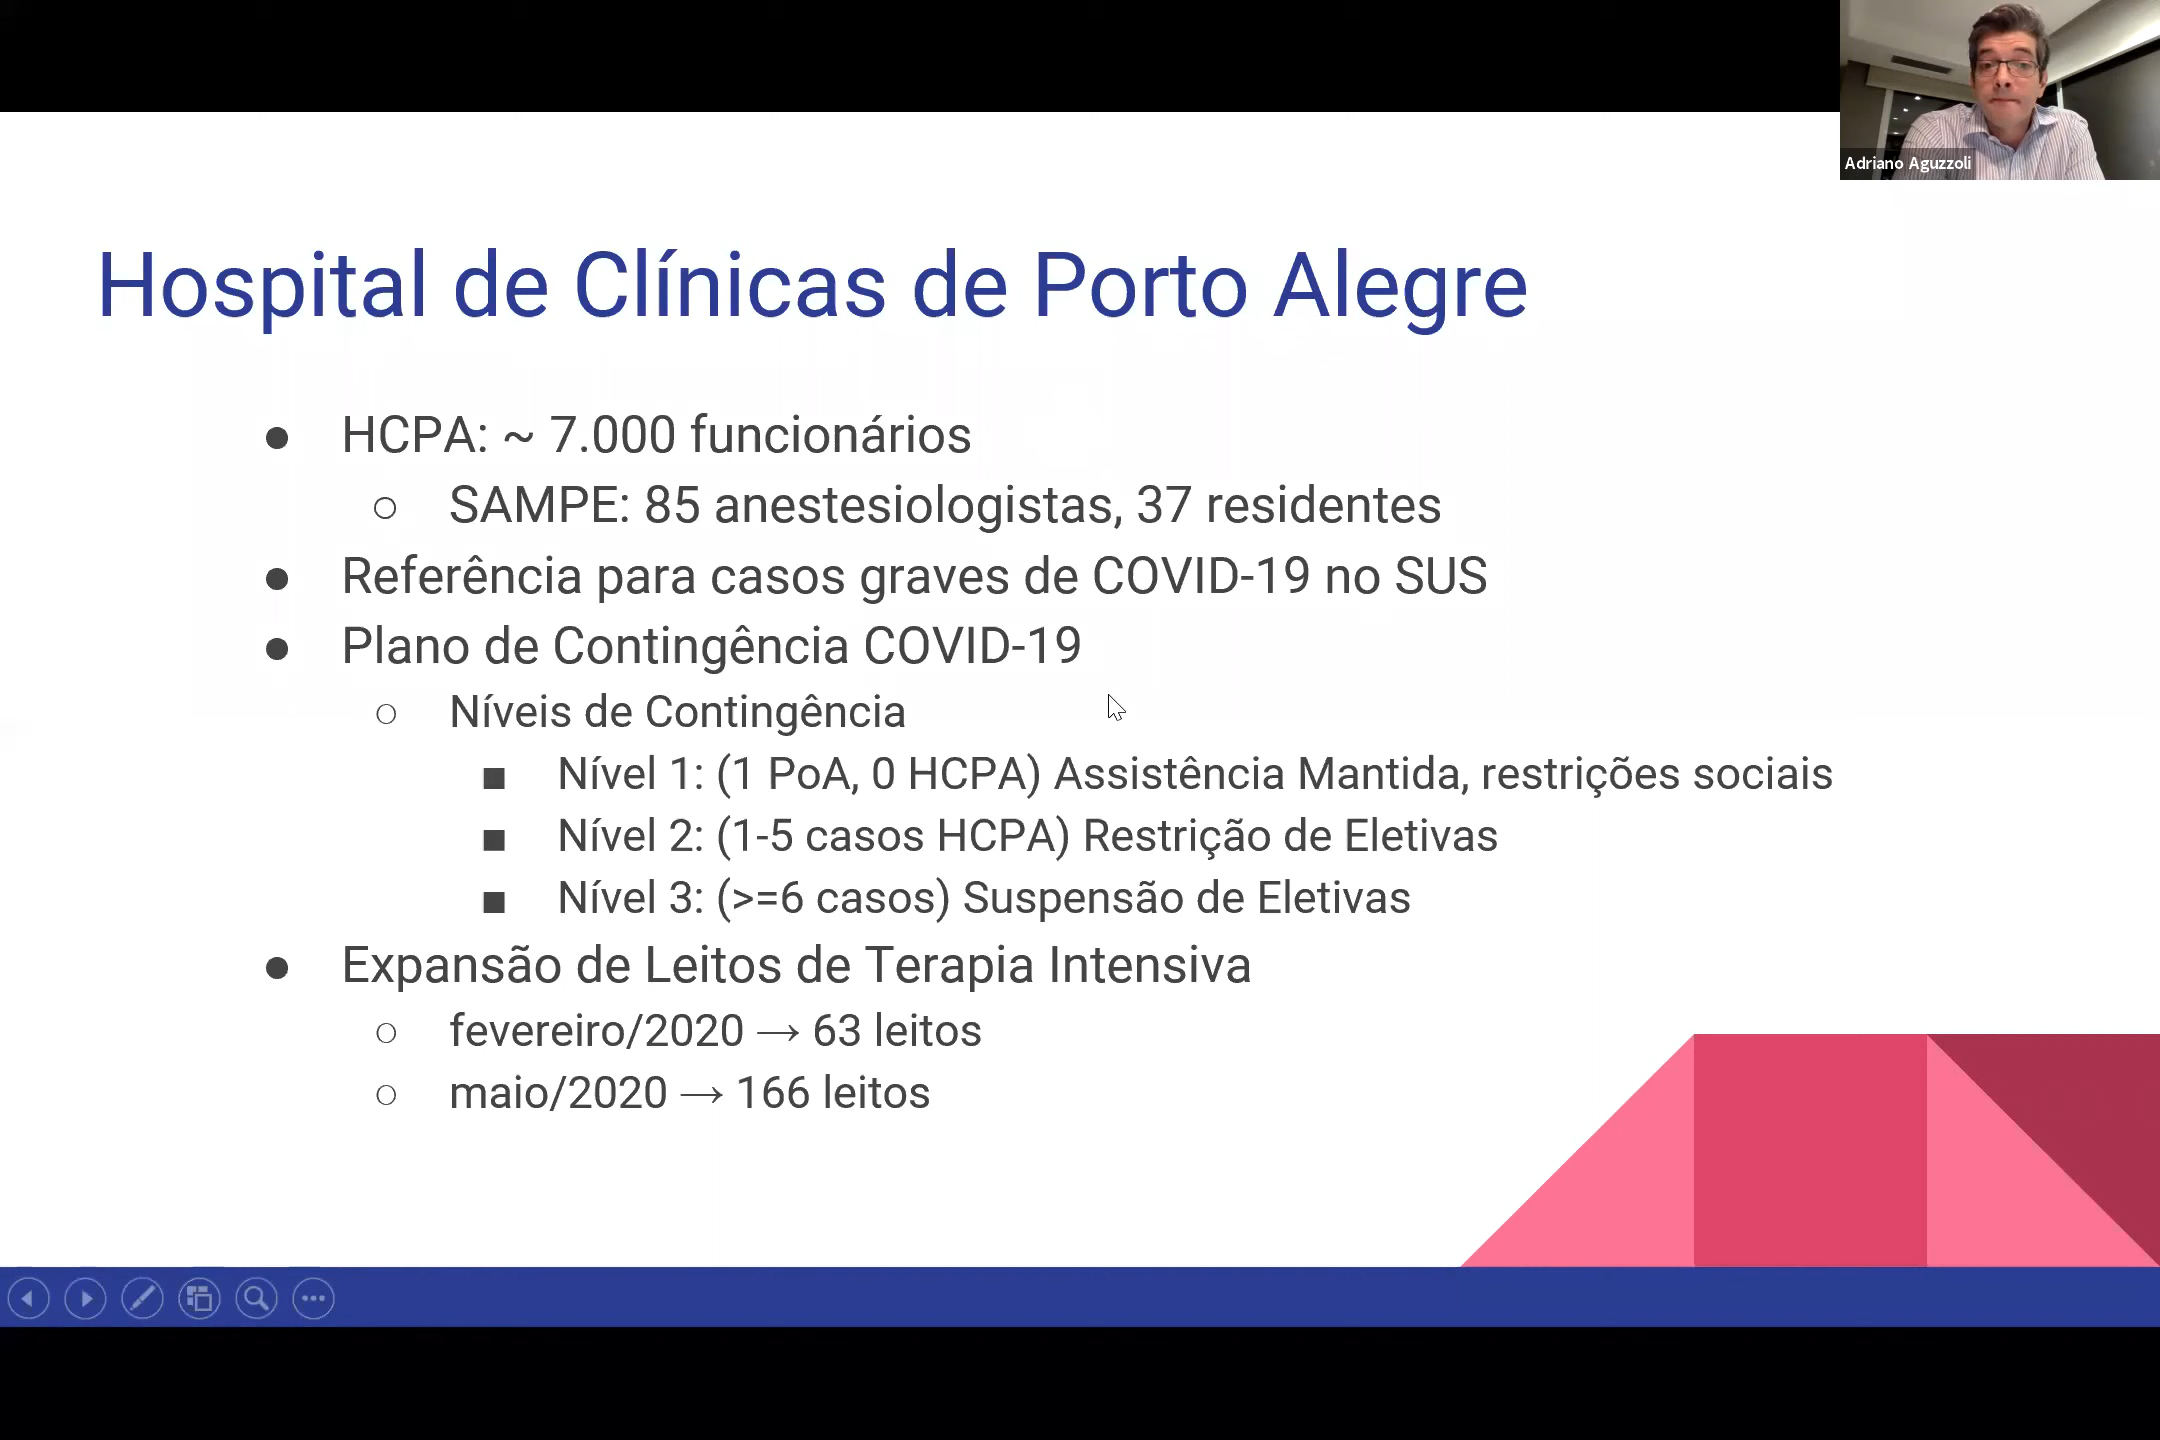 Adriano Aguzzoli
Hospital de Clínicas de Porto Alegre
● HCPA: ~ 7.000 funcionários
○ SAMPE: 85 anestesiologistas, 37 residentes
● Referência para casos graves de COVID-19 no SUS
● Plano de Contingência COVID-19
○ Níveis de Contingência
■ Nível 1: (1 PoA, 0 HCPA) Assistência Mantida, restrições sociais
■ Nível 2: (1-5 casos HCPA) Restrição de Eletivas
■ Nível 3: (>=6 casos) Suspensão de Eletivas
● Expansão de Leitos de Terapia Intensiva
○ fevereiro/2020 → 63 leitos
○ maio/2020 → 166 leitos